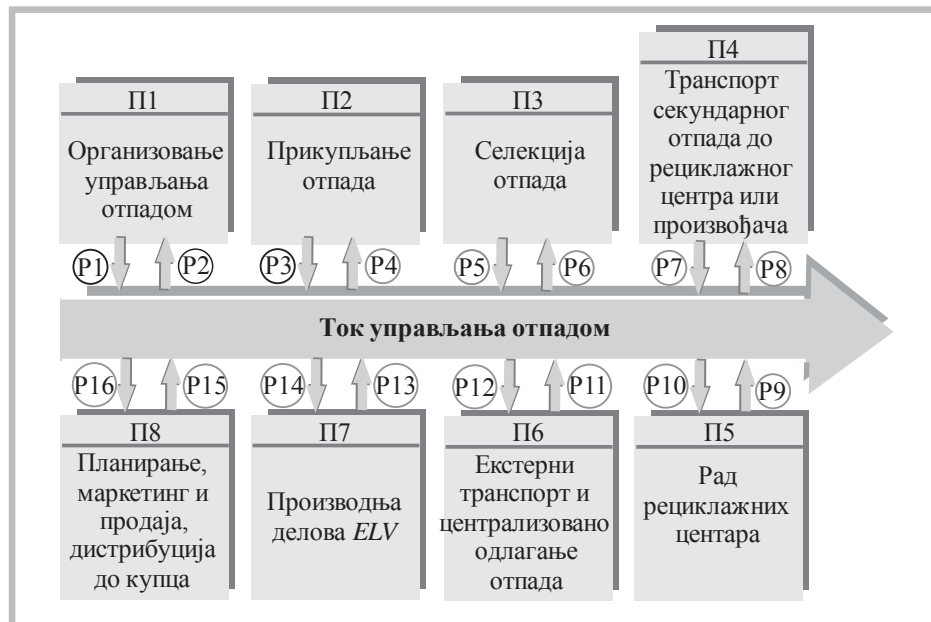 П1
Организовање
управљања
отпадом
П2
Прикупљање
отпада
П3
Селекција
отпада
П4
Транспорт
секундарног
отпада до
рециклажног
центра или
произвођача
Р1
Р2
Р3
Р4
Р5
Р6
Р7
Р8
Ток управљања отпадом
Р16
Р15
Р14
Р13
Р12
Р11
Р10
Р9
П8
Планирање,
маркетинг и
продаја,
дистрибуција
до купца
П7
Производња
делова ELV
П6
Екстерни
транспорт и
централизовано
одлагање
отпада
П5
Рад
рециклажних
центара